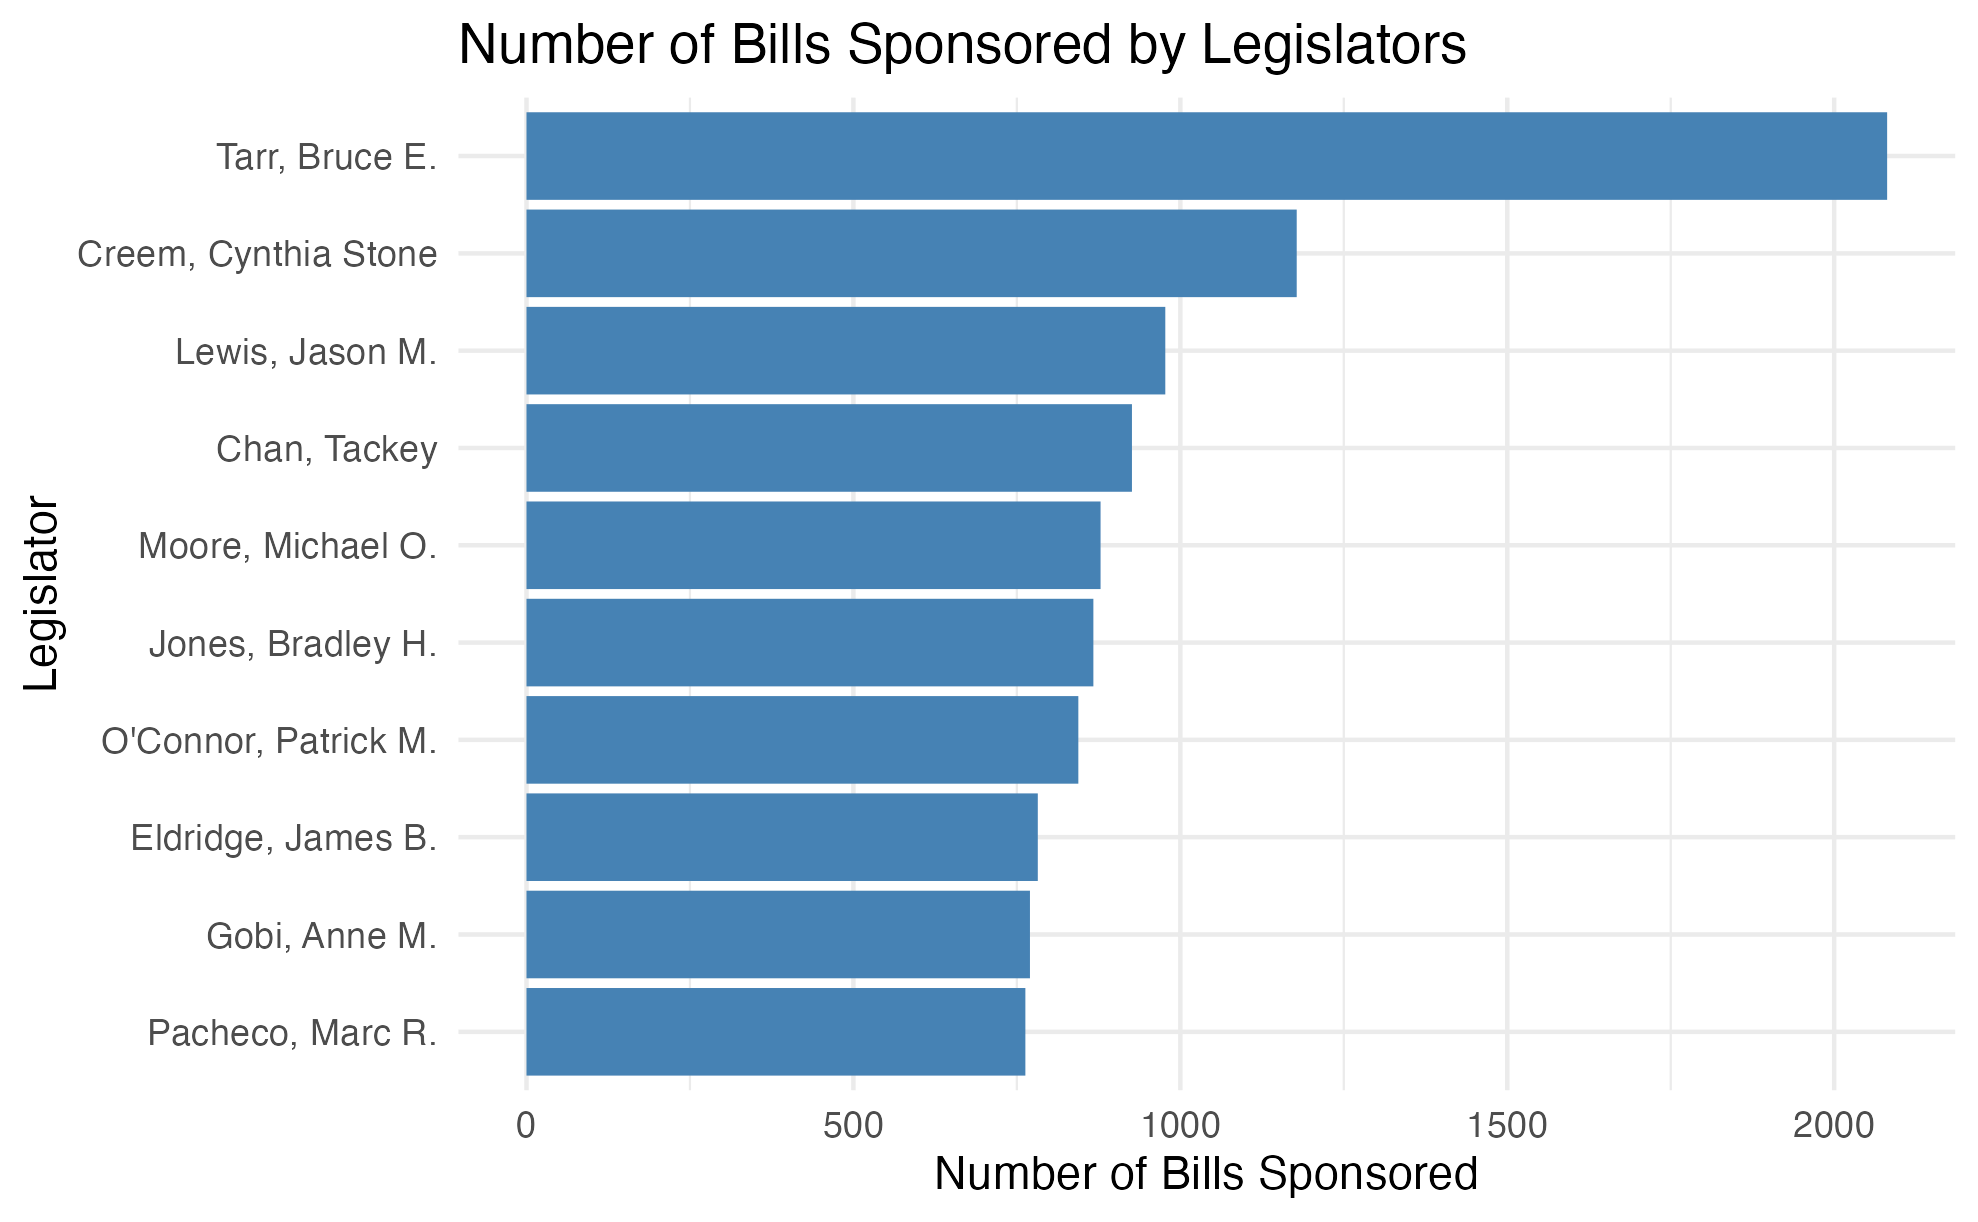 Number of Bills Sponsored by Legislators
Tarr, Bruce E.
Creem, Cynthia Stone
Lewis, Jason M.
Chan, Tackey
Moore, Michael O.
Jones, Bradley H.
O'Connor, Patrick M.
Eldridge, James B.
Gobi, Anne M.
Pacheco, Marc R.
Legislator
0 500 1000 1500 2000
Number of Bills Sponsored